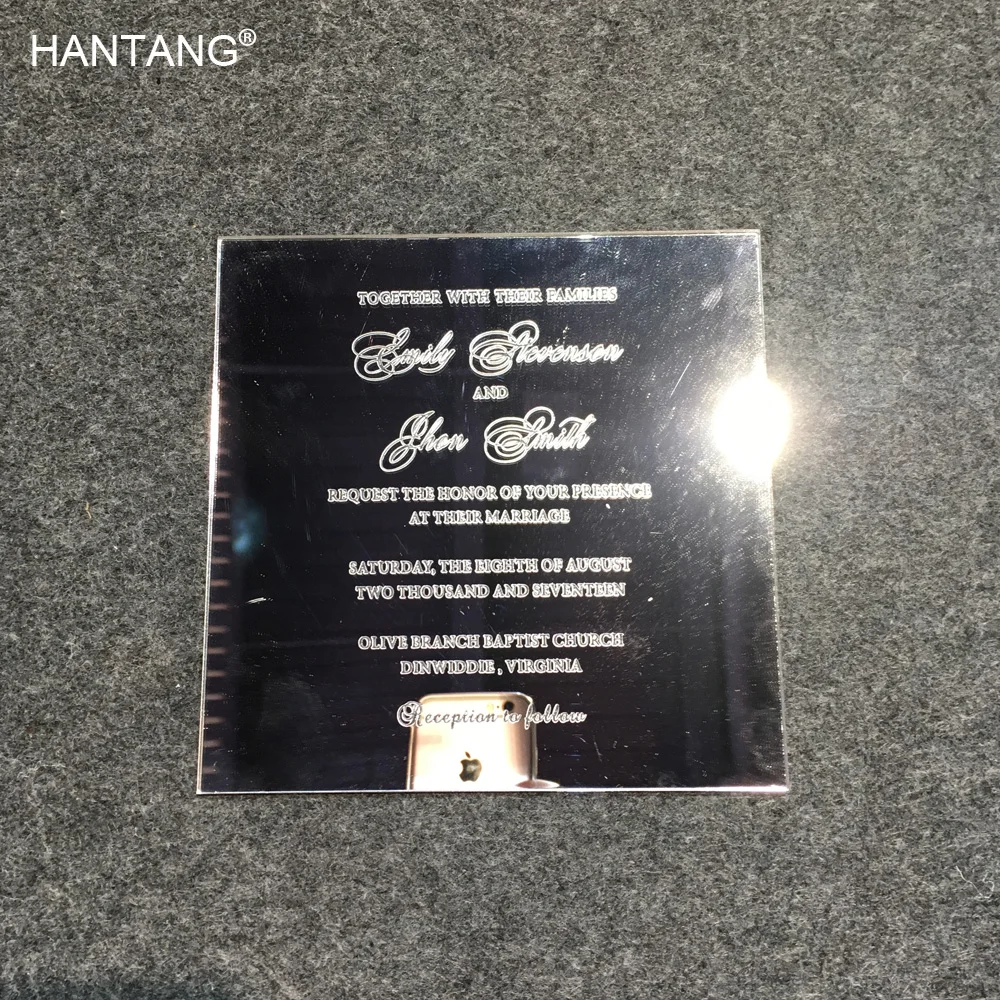 HANTANG®
TOGETHER WITH THEIR FAMILIES
Emily Stevenson
AND
Jhon Smith
REQUEST THE HONOR OF YOUR PRESENCE
AT THEIR MARRIAGE
SATURDAY, THE EIGHTH OF AUGUST
TWO THOUSAND AND SEVENTEEN
OLIVE BRANCH BAPTIST CHURCH
DINWIDDIE , VIRGINIA
Reception to follow